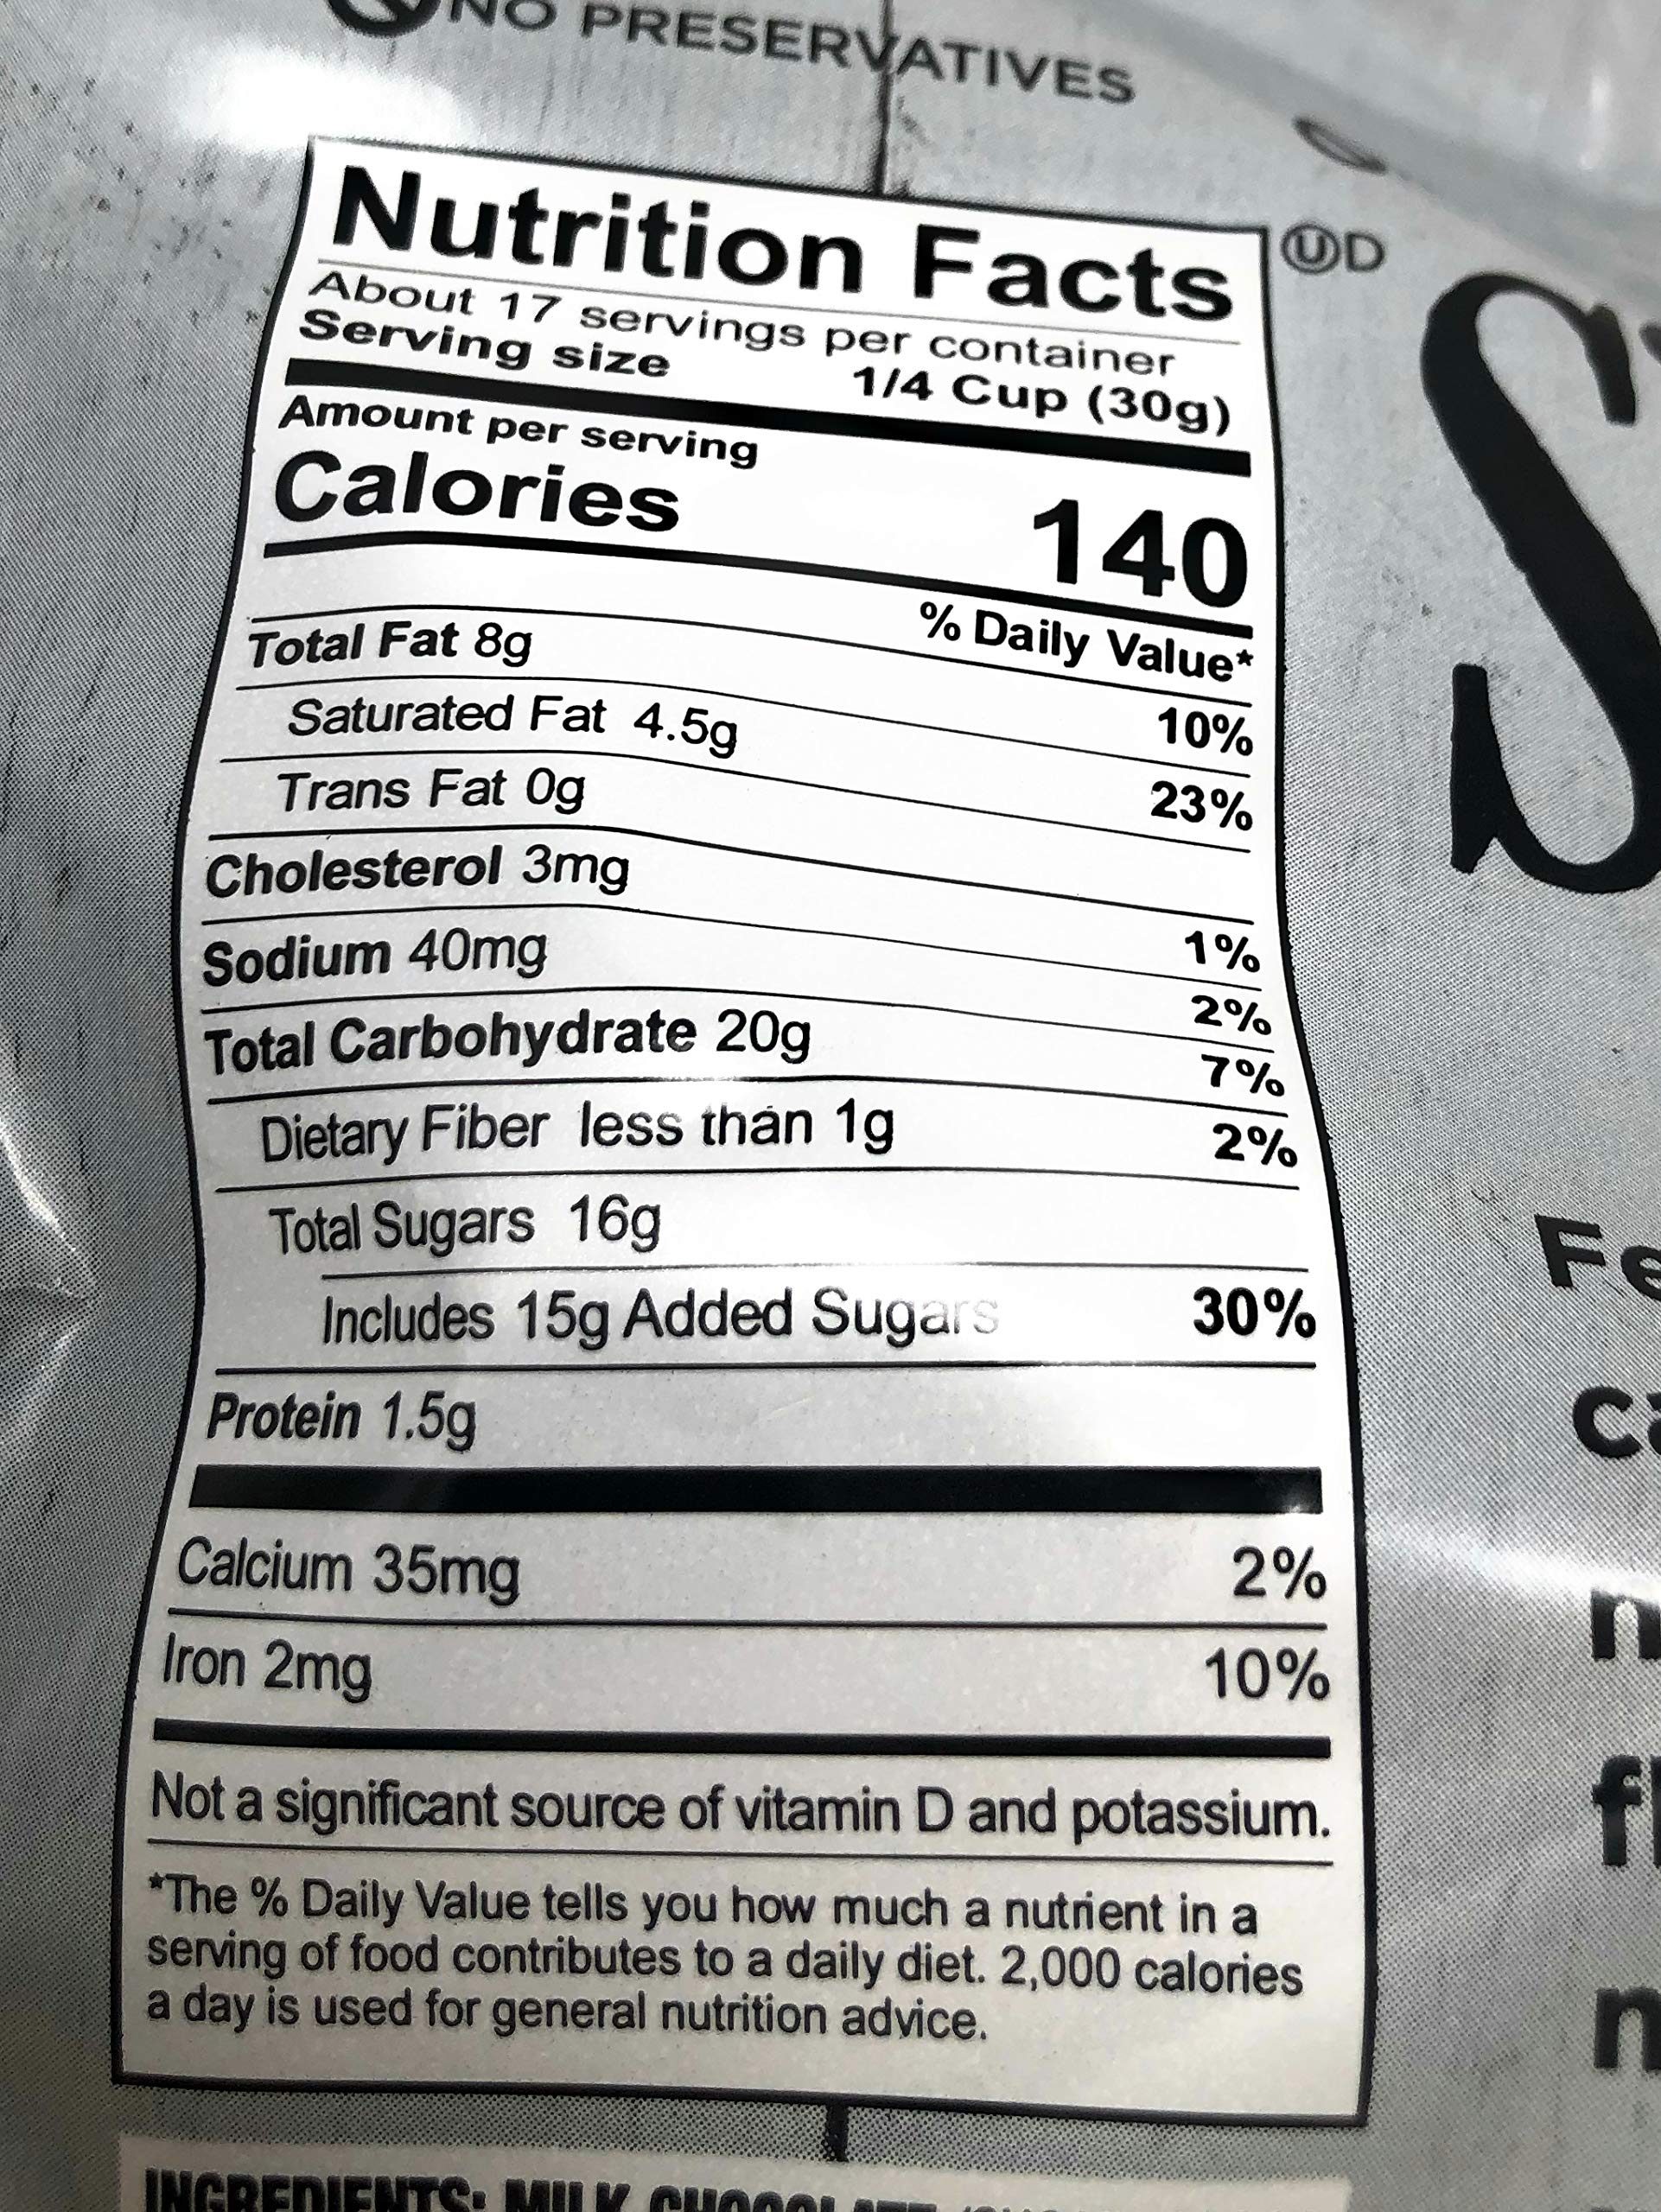 NO PRESERVATIVES
Nutrition Facts
ⓊD
About 17 servings per container
Serving size 1/4 Cup (30g)
Amount per serving
Calories 140
% Daily Value*
Total Fat 8g 10%
Saturated Fat 4.5g 23%
Trans Fat 0g
Cholesterol 3mg 1%
Sodium 40mg 2%
Total Carbohydrate 20g 7%
Dietary Fiber less than 1g 2%
Total Sugars 16g
Includes 15g Added Sugars 30%
Protein 1.5g
Calcium 35mg 2%
Iron 2mg 10%
Not a significant source of vitamin D and potassium.
*The % Daily Value tells you how much a nutrient in a
serving of food contributes to a daily diet. 2,000 calories
a day is used for general nutrition advice.
INGREDIENTS: MILK CHOCOLATE